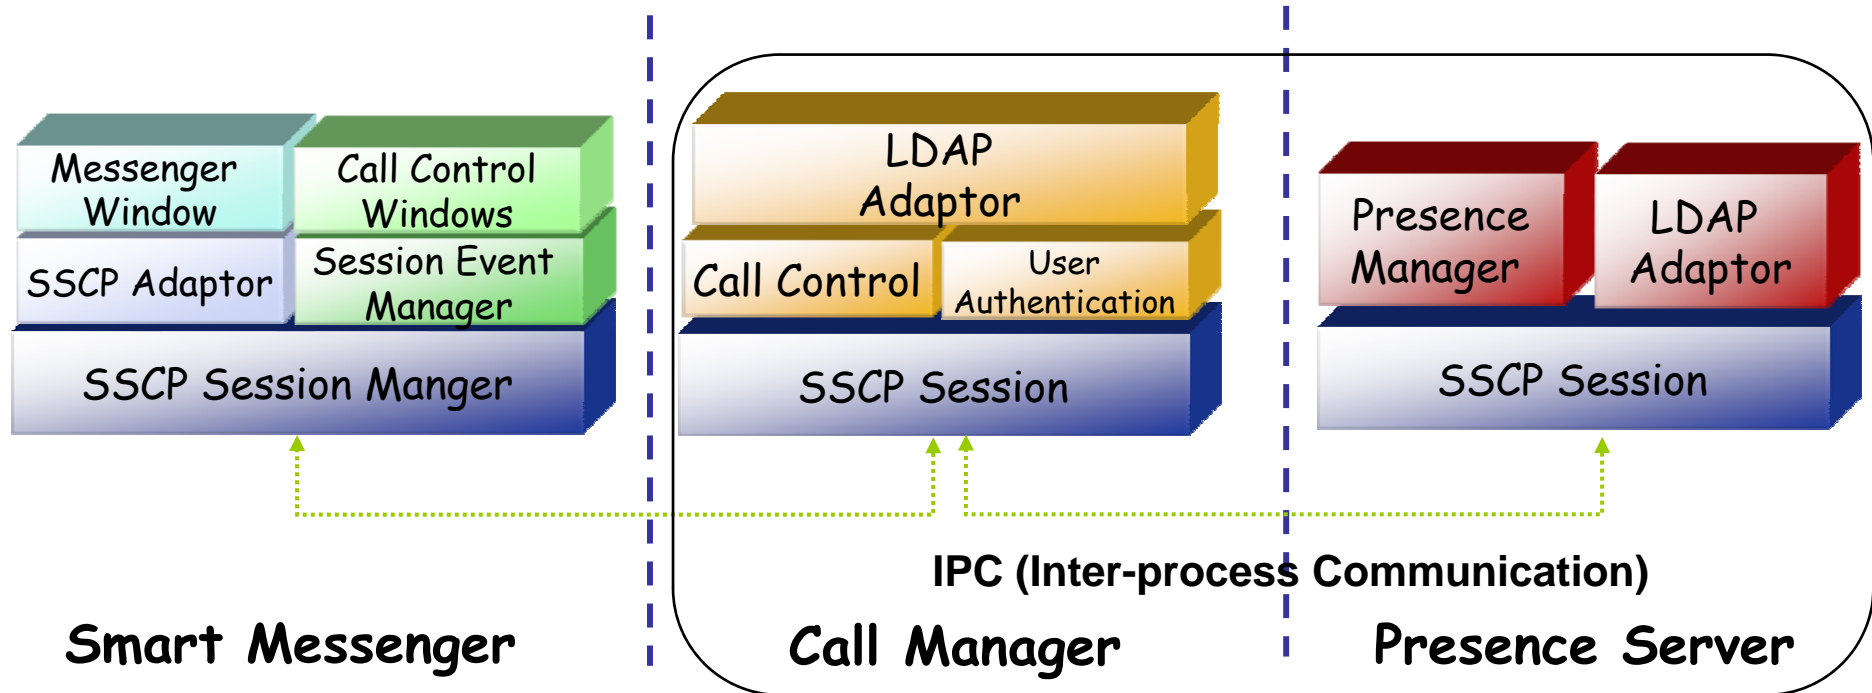 Messenger
Window
Call Control
Windows
SSCP Adaptor
Session Event
Manager
SSCP Session Manger
Smart Messenger
LDAP
Adaptor
Call Control
User
Authentication
SSCP Session
Call Manager
Presence
Manager
LDAP
Adaptor
SSCP Session
IPC (Inter-process Communication)
Presence Server